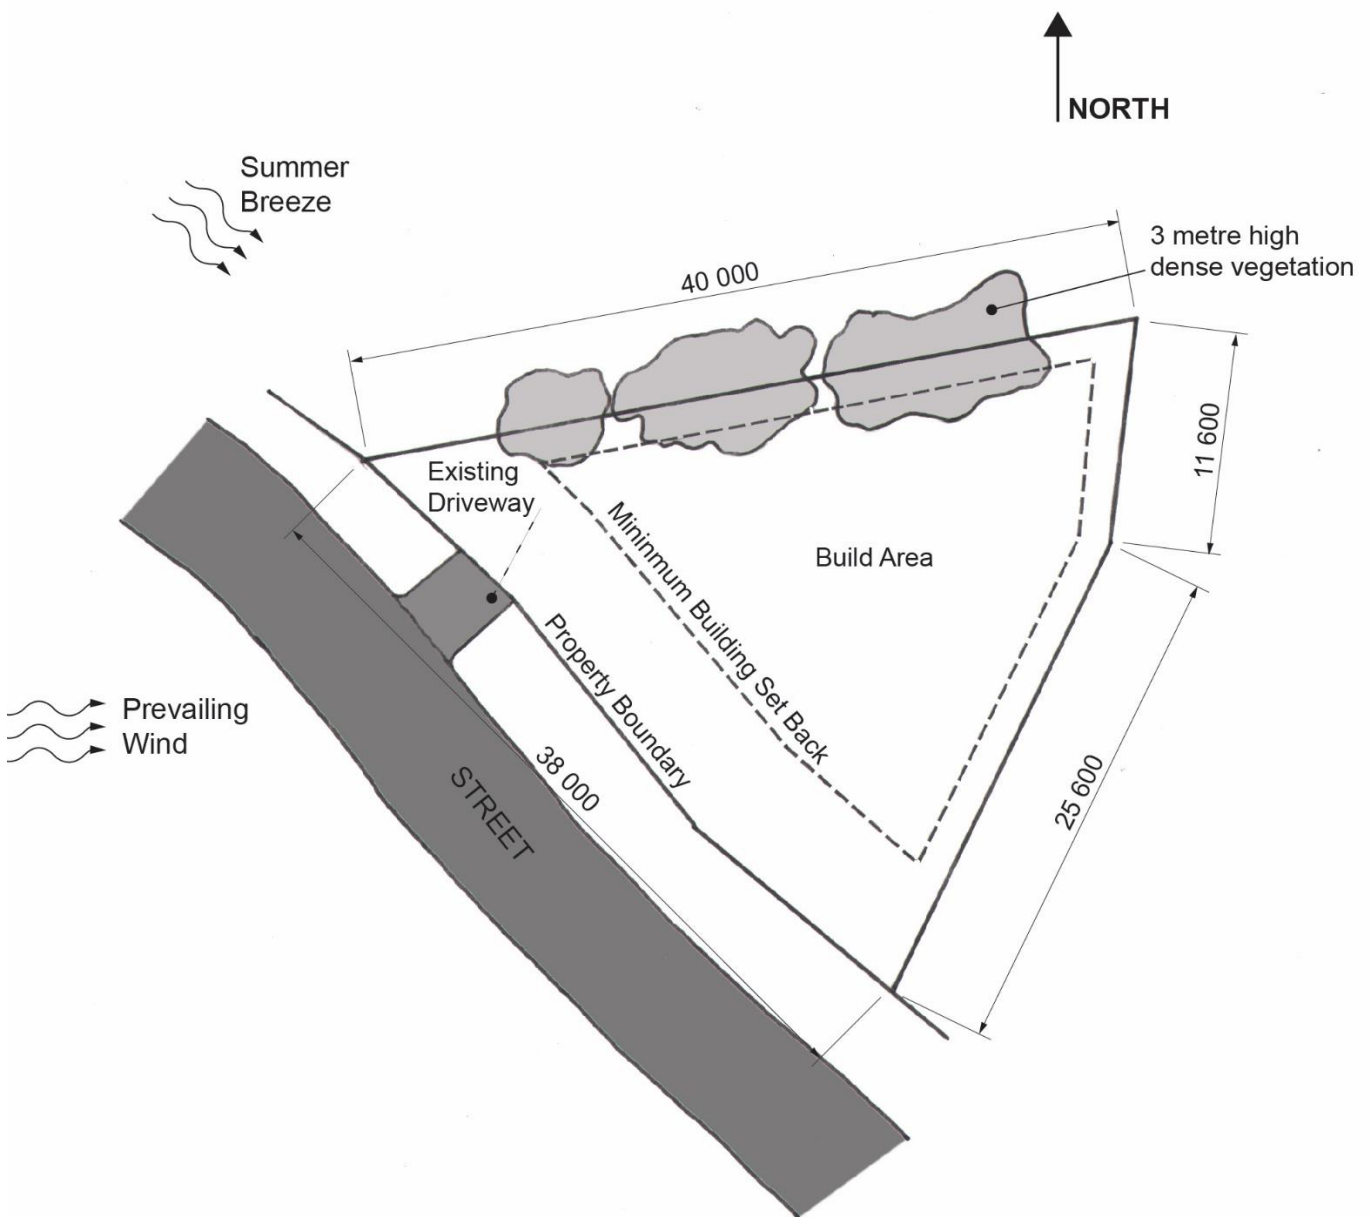 NORTH
Summer
Breeze
3 metre high
dense vegetation
40 000
11 600
Existing
Driveway
Mininmum Building Set Back
Build Area
Property Boundary
Prevailing
Wind
38 000
STREET
25 600